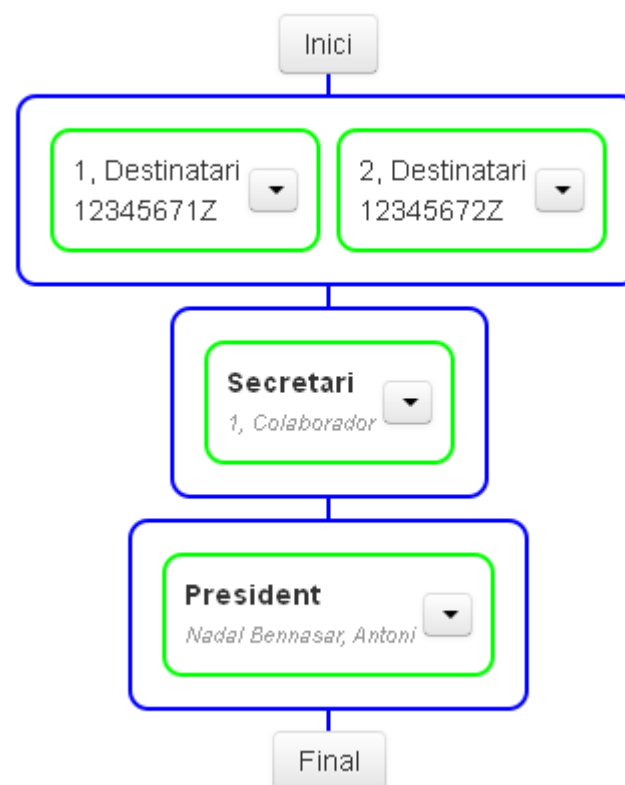 Inici
1, Destinatari
12345671Z
2, Destinatari
12345672Z
Secretari
1, Colaborador
President
Nadal Bennasar, Antoni
Final